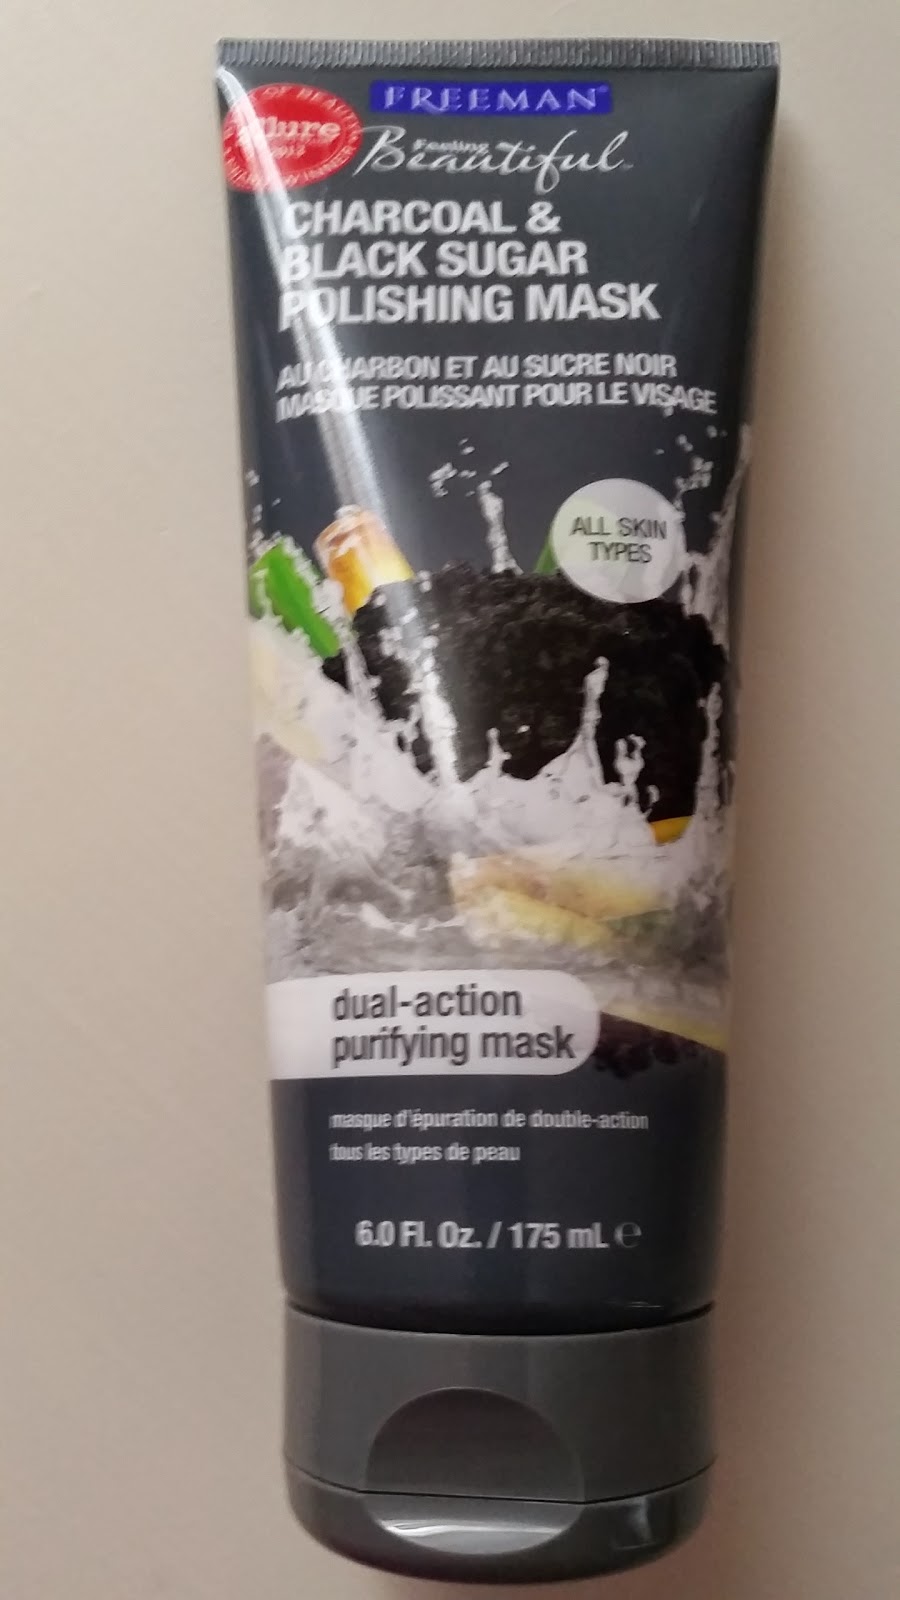 allure
FREEMAN
Feeling
Beautiful
CHARCOAL &
BLACK SUGAR
POLISHING MASK
AU CHARBON ET AU SUCRE NOIR
MASQUE POLISSANT POUR LE VISAGE
ALL SKIN
TYPES
dual-action
purifying mask
masque d'épuration de double-action
tous les types de peau
6.0 Fl. Oz. / 175 mL ℮